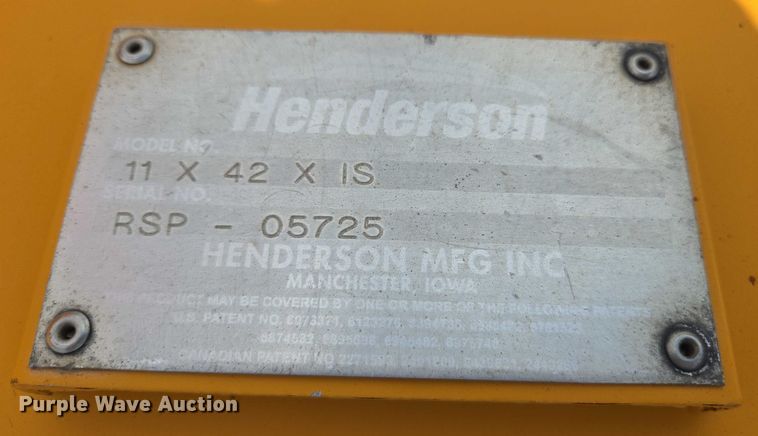 Henderson
MODEL NO.
11 X 42 X IS
SERIAL NO.
RSP - 05725
HENDERSON MFG INC
MANCHESTER, IOWA
THIS PRODUCT MAY BE COVERED BY ONE OR MORE OF THE FOLLOWING PATENTS
U.S. PATENT NO.
CANADIAN PATENT NO
Purple Wave Auction